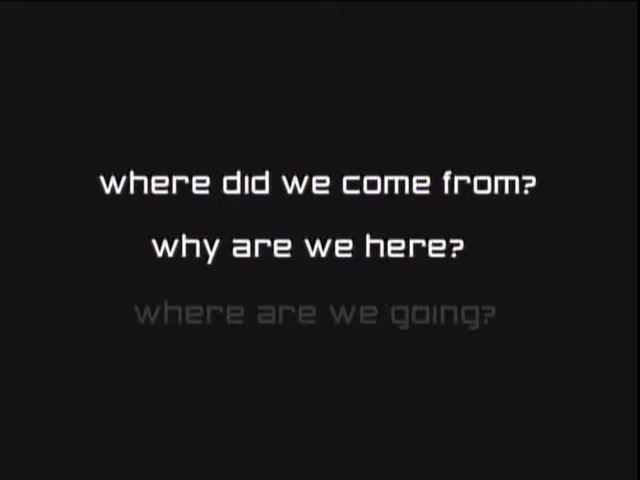 where did we come from?
why are we here?
where are we going?